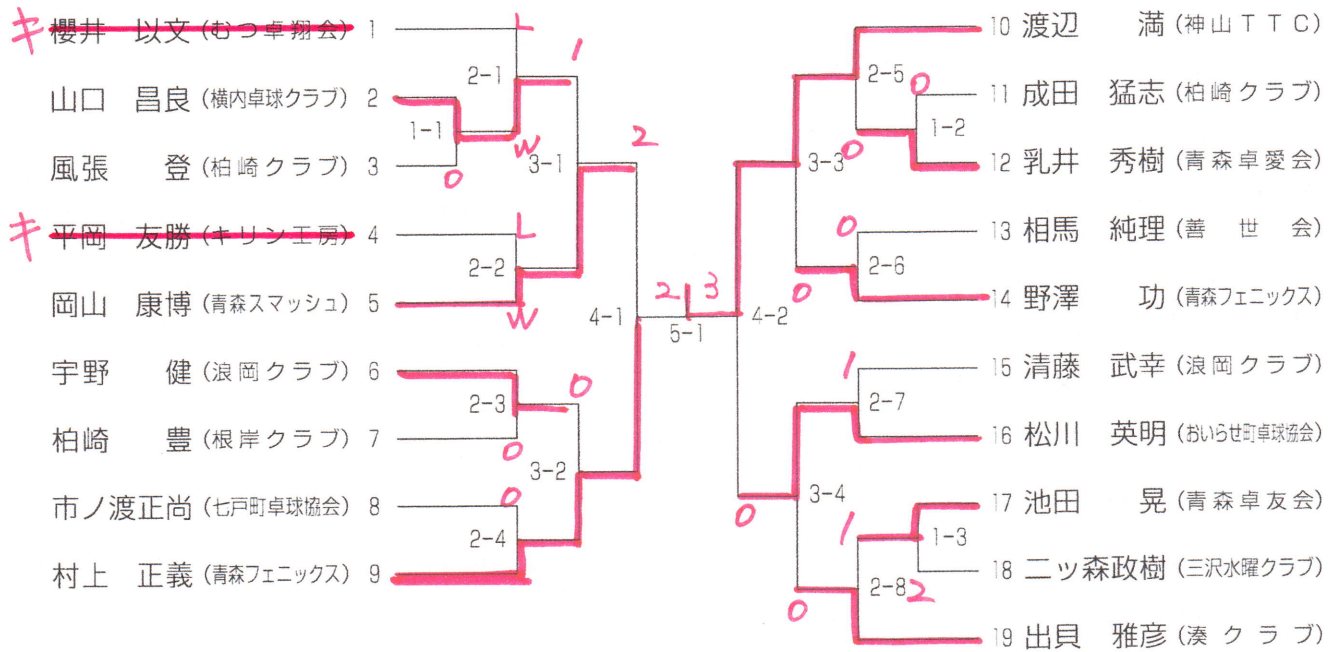 キ 櫻井 以文 (むつ卓翔会) 1 L
1
2-1
山口 昌良 (横内卓球クラブ) 2
1-1
W
3-1
2
風張 登 (柏崎クラブ) 3
0
キ 平岡 友勝 (キリン工房) 4 L
2-2
岡山 康博 (青森スマッシュ) 5
W
4-1
宇野 健 (浪岡クラブ) 6
0
2-3
柏崎 豊 (根岸クラブ) 7
0
3-2
市ノ渡正尚 (七戸町卓球協会) 8
0
2-4
村上 正義 (青森フェニックス) 9
2 3
5-1
10 渡辺 満 (神山TTC)
2-5
0
11 成田 猛志 (柏崎クラブ)
1-2
0
3-3
12 乳井 秀樹 (青森卓愛会)
0
13 相馬 純理 (善世会)
2-6
0
14 野澤 功 (青森フェニックス)
4-2
1
15 清藤 武幸 (浪岡クラブ)
2-7
16 松川 英明 (おいらせ町卓球協会)
3-4
0
17 池田 晃 (青森卓友会)
1
1-3
18 二ッ森政樹 (三沢水曜クラブ)
2-8
2
0
19 出貝 雅彦 (湊クラブ)